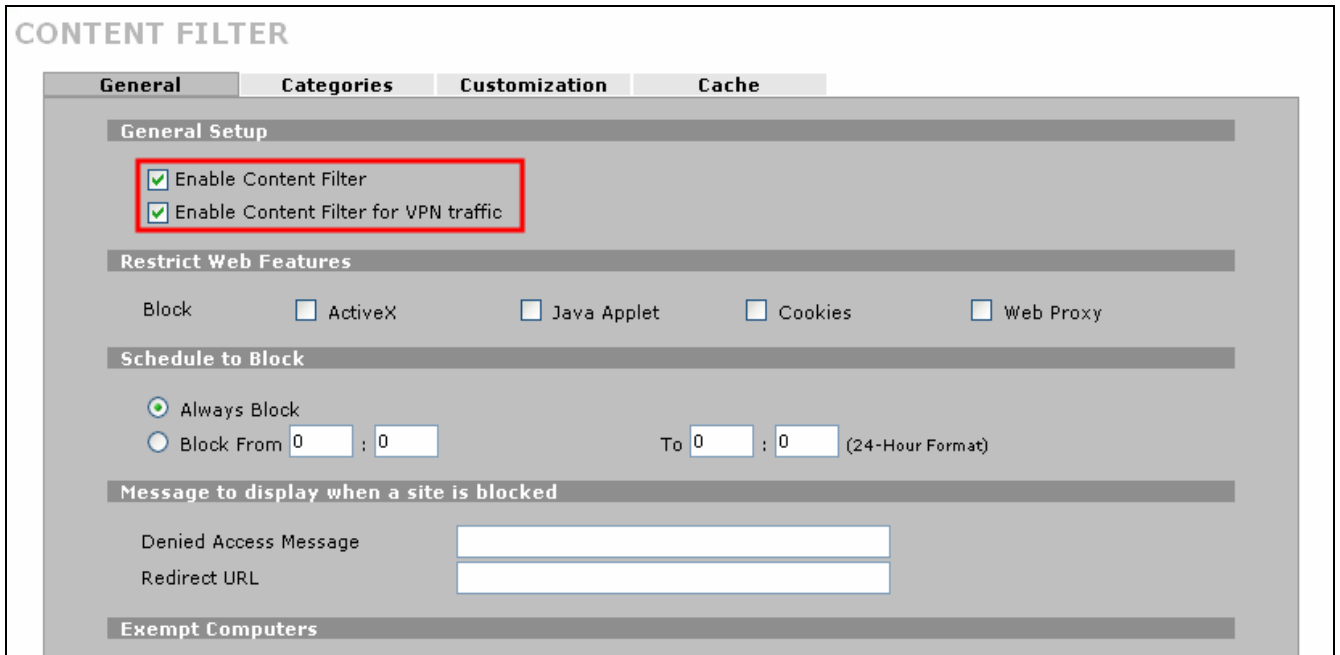 CONTENT FILTER
General Categories Customization Cache
General Setup
Enable Content Filter
Enable Content Filter for VPN traffic
Restrict Web Features
Block ActiveX Java Applet Cookies Web Proxy
Schedule to Block
Always Block
Block From 0 : 0 To 0 : 0 (24-Hour Format)
Message to display when a site is blocked
Denied Access Message
Redirect URL
Exempt Computers